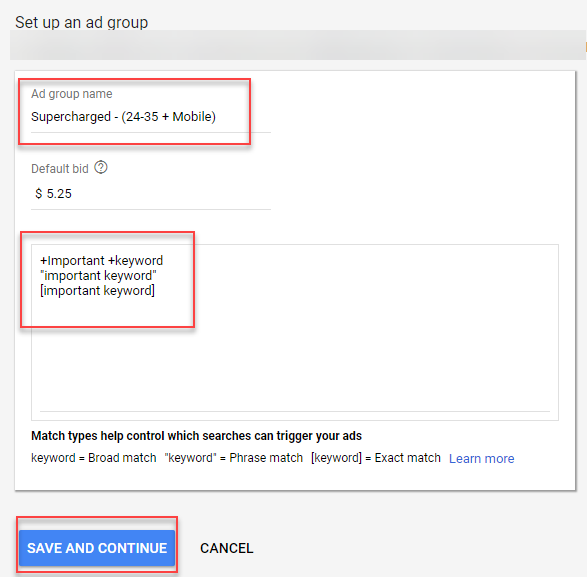 Set up an ad group
Ad group name
Supercharged - (24-35 + Mobile)
Default bid ?
$ 5.25
+Important +keyword
"important keyword"
[important keyword]
Match types help control which searches can trigger your ads
keyword = Broad match "keyword" = Phrase match [keyword] = Exact match Learn more
SAVE AND CONTINUE CANCEL